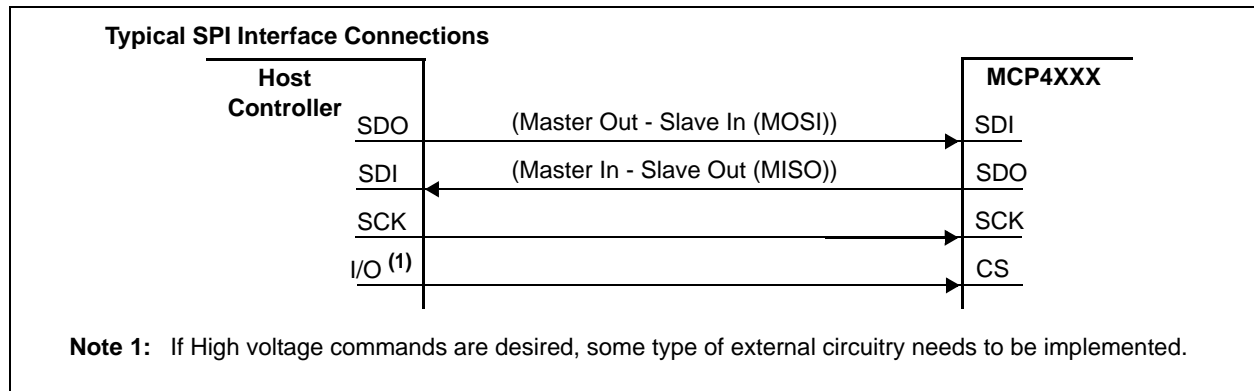 Typical SPI Interface Connections
Host
Controller
MCP4XXX
SDO (Master Out - Slave In (MOSI)) SDI
SDI (Master In - Slave Out (MISO)) SDO
SCK SCK
I/O (1) CS
Note 1: If High voltage commands are desired, some type of external circuitry needs to be implemented.